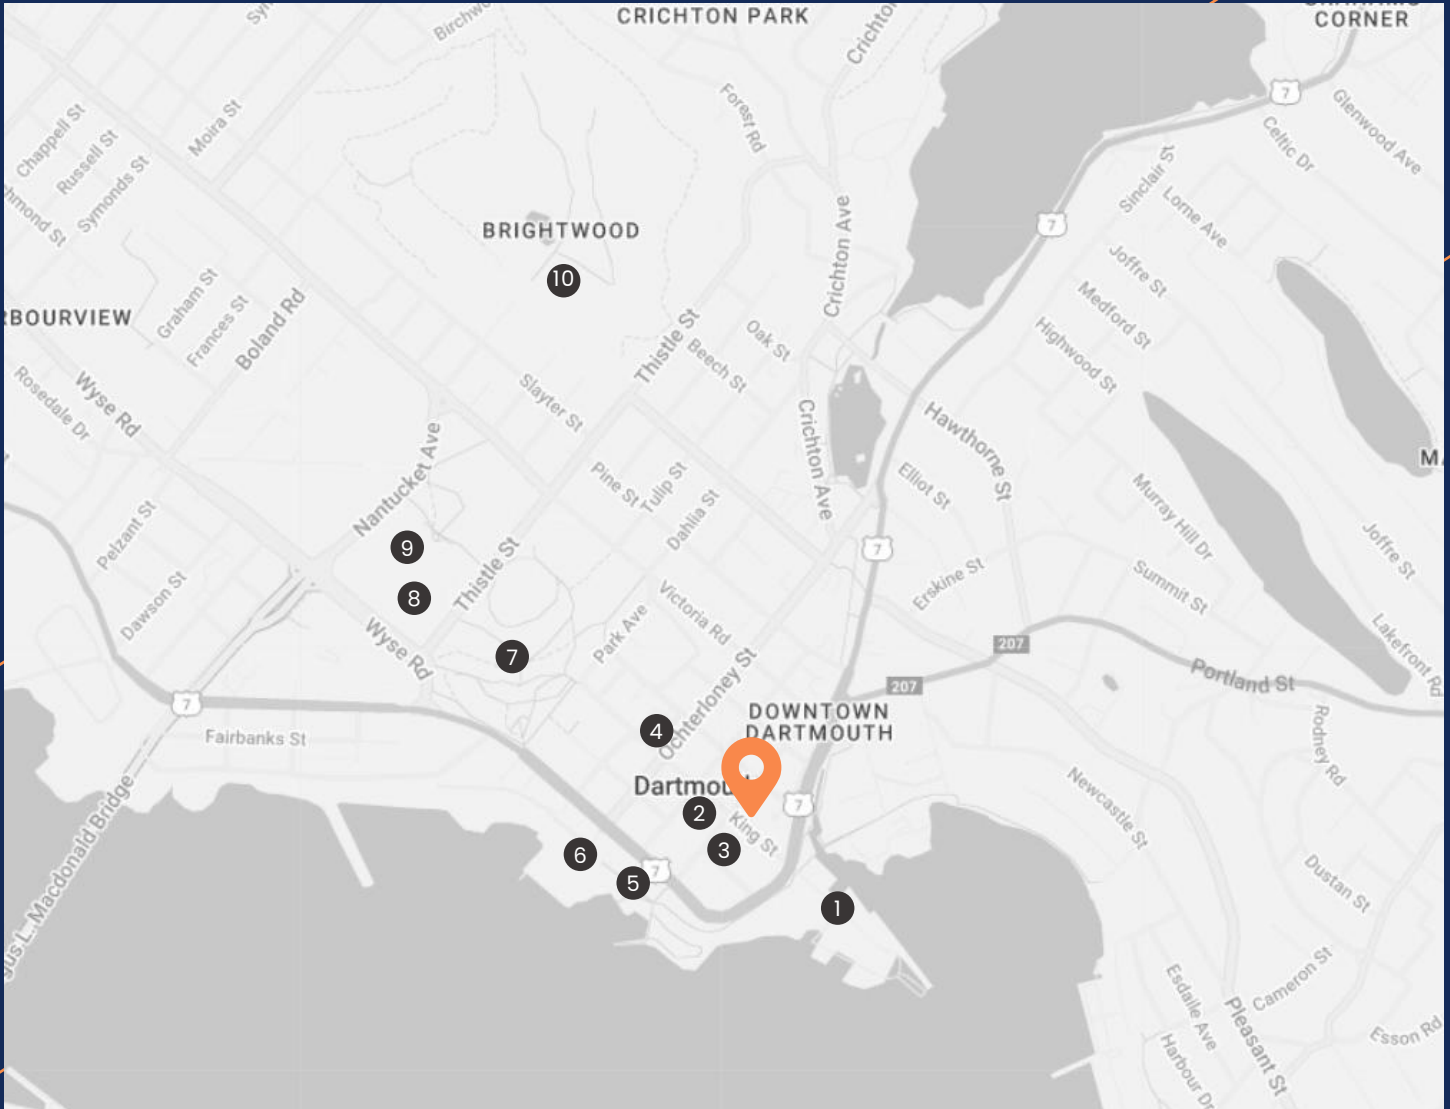 CRICHTON PARK
CORNER
Moira St
Chappell St
Russell St
Symonds St
Forest Rd
Crichton Ave
Glenwood Ave
Celtic Dr
Sinclair St
Lorne Ave
7
7
BRIGHTWOOD
10
Graham St
Frances St
Boland Rd
Thistle St
Oak St
Beech St
Joffre St
Medford St
Highwood St
Wyse Rd
Rosedale Dr
Slayter St
Nantucket Ave
Crichton Ave
Hawthorne St
Elliot St
Pine St
Tulip St
Dahlia St
Murray Hill Dr
Joffre St
Pelzant St
9
Thistle St
7
8
Dawson St
Victoria Rd
Park Ave
Erskine St
Summit St
Wyse Rd
7
207
207
Portland St
Lakefront Rd
7
Fairbanks St
4
Ochterloney St
DOWNTOWN
DARTMOUTH
Rodney Rd
7
2
King St
3
Newcastle St
6
5
7
1
Dustan St
L. Macdonald Bridge
Cameron St
Esdaile Ave
Pleasant St
Esson Rd
Harbour Dr